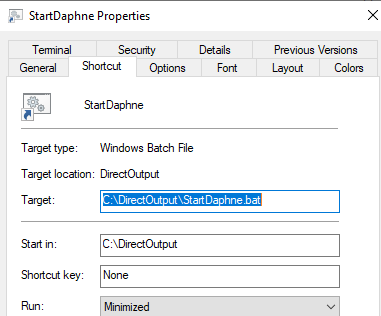 StartDaphne Properties
Terminal Security Details Previous Versions
General Shortcut Options Font Layout Colors
StartDaphne
Target type: Windows Batch File
Target location: DirectOutput
Target: C:\DirectOutput\StartDaphne.bat
Start in: C:\DirectOutput
Shortcut key: None
Run: Minimized